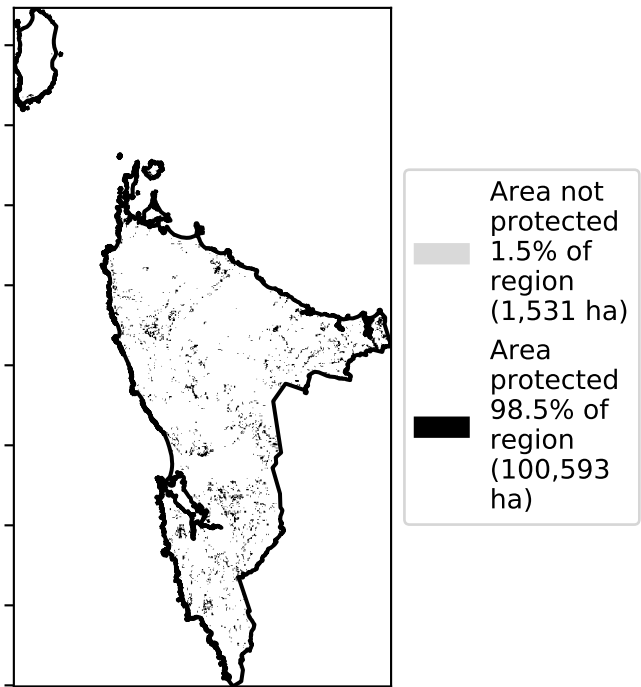 Area not
protected
1.5% of
region
(1,531 ha)
Area
protected
98.5% of
region
(100,593
ha)